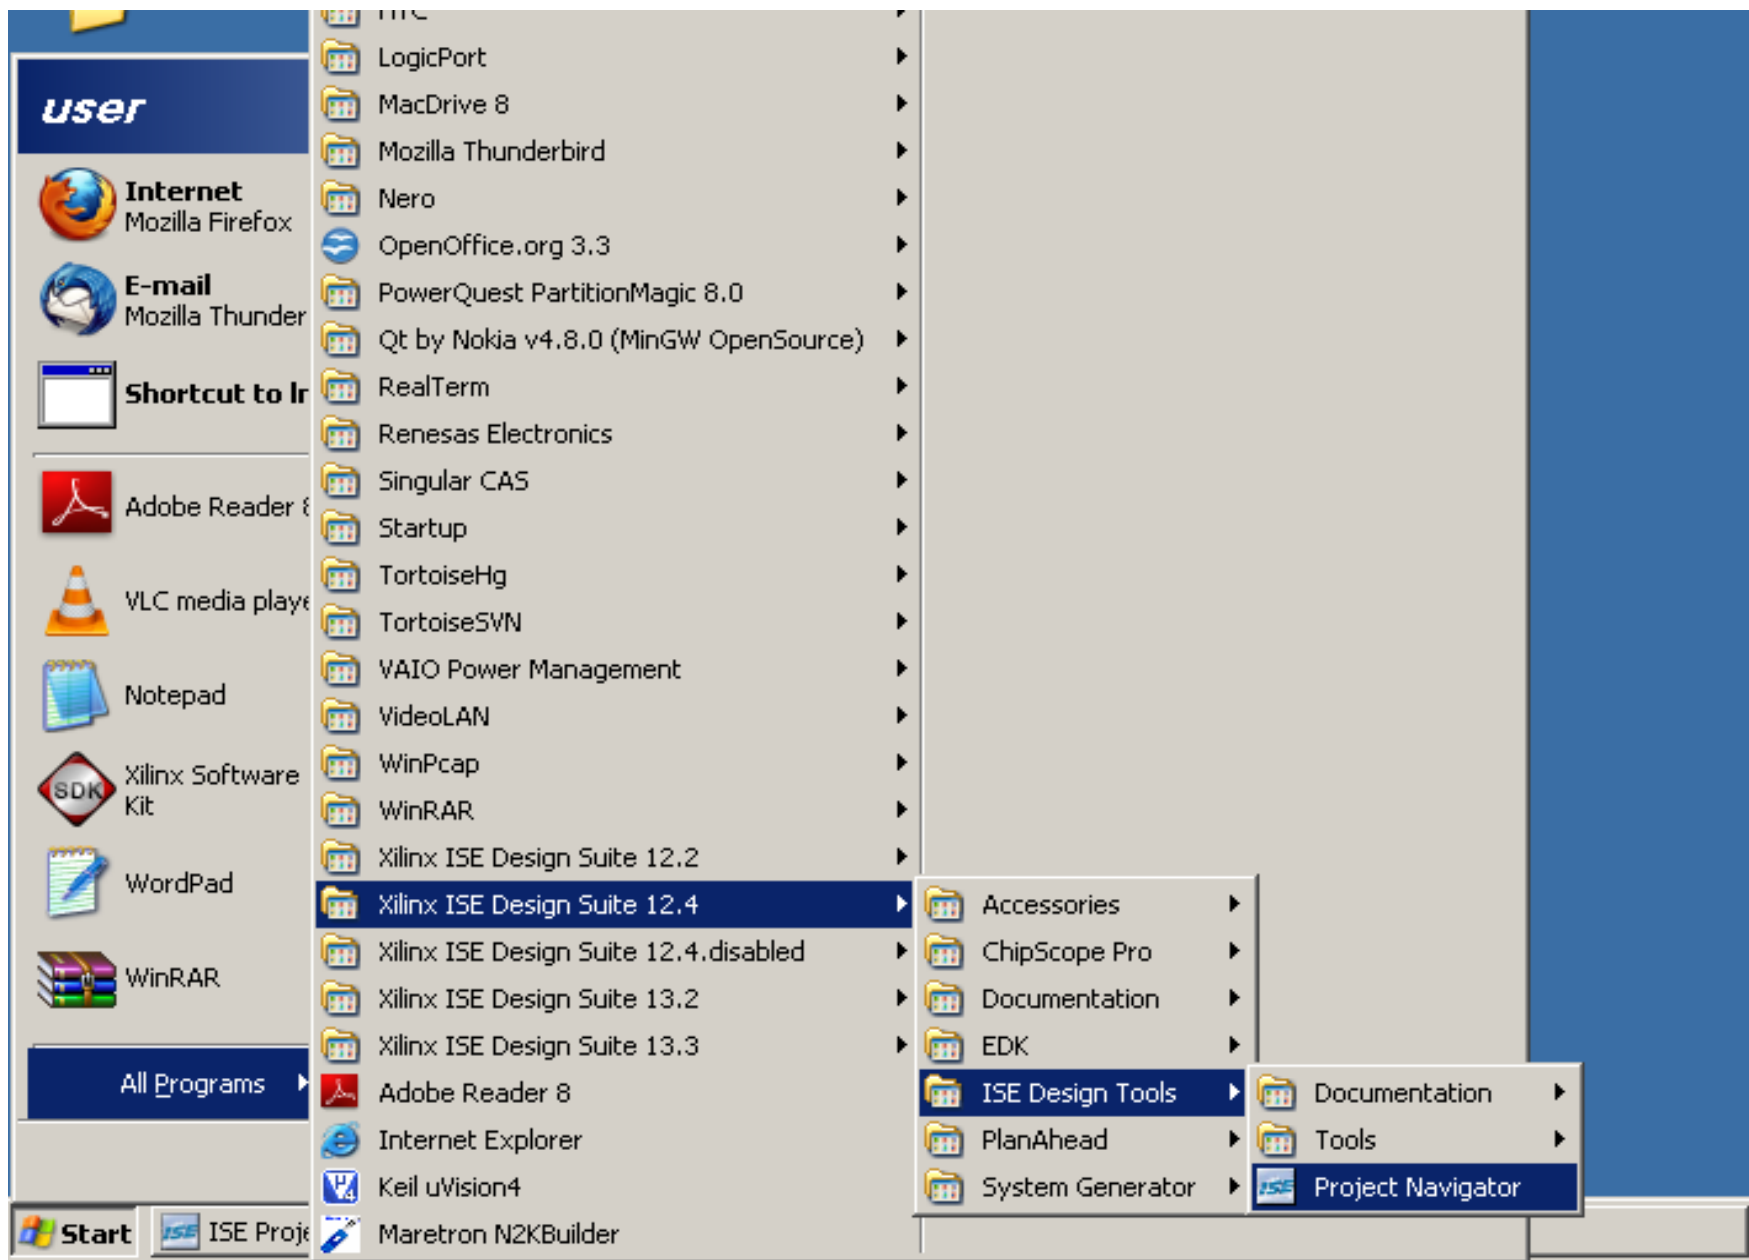 user
Internet
Mozilla Firefox
E-mail
Mozilla Thunder
Shortcut to
Adobe Reader
VLC media playe
Notepad
Xilinx Software
Kit
SDK
WordPad
WinRAR
All Programs
Start
ISE
ISE Proje
LogicPort
MacDrive 8
Mozilla Thunderbird
Nero
OpenOffice.org 3.3
PowerQuest PartitionMagic 8.0
Qt by Nokia v4.8.0 (MinGW OpenSource)
RealTerm
Renesas Electronics
Singular CAS
Startup
TortoiseHg
TortoiseSVN
VAIO Power Management
VideoLAN
WinPcap
WinRAR
Xilinx ISE Design Suite 12.2
Xilinx ISE Design Suite 12.4
Xilinx ISE Design Suite 12.4.disabled
Xilinx ISE Design Suite 13.2
Xilinx ISE Design Suite 13.3
Adobe Reader 8
Internet Explorer
Keil uVision4
Maretron N2KBuilder
Accessories
ChipScope Pro
Documentation
EDK
ISE Design Tools
PlanAhead
System Generator
Documentation
Tools
ISE
Project Navigator